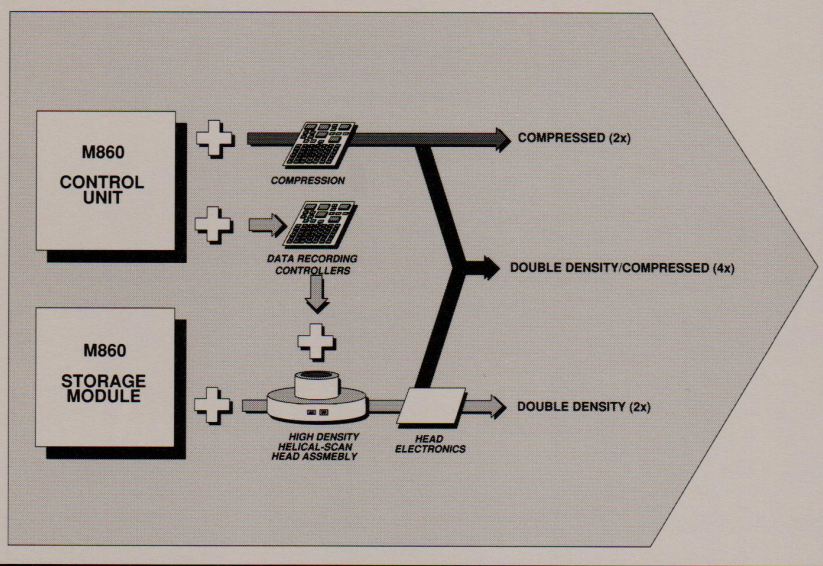 M860
CONTROL
UNIT
COMPRESSION
COMPRESSED (2x)
DATA RECORDING
CONTROLLERS
DOUBLE DENSITY/COMPRESSED (4x)
M860
STORAGE
MODULE
HIGH DENSITY
HELICAL-SCAN
HEAD ASSMEBLY
HEAD
ELECTRONICS
DOUBLE DENSITY (2x)